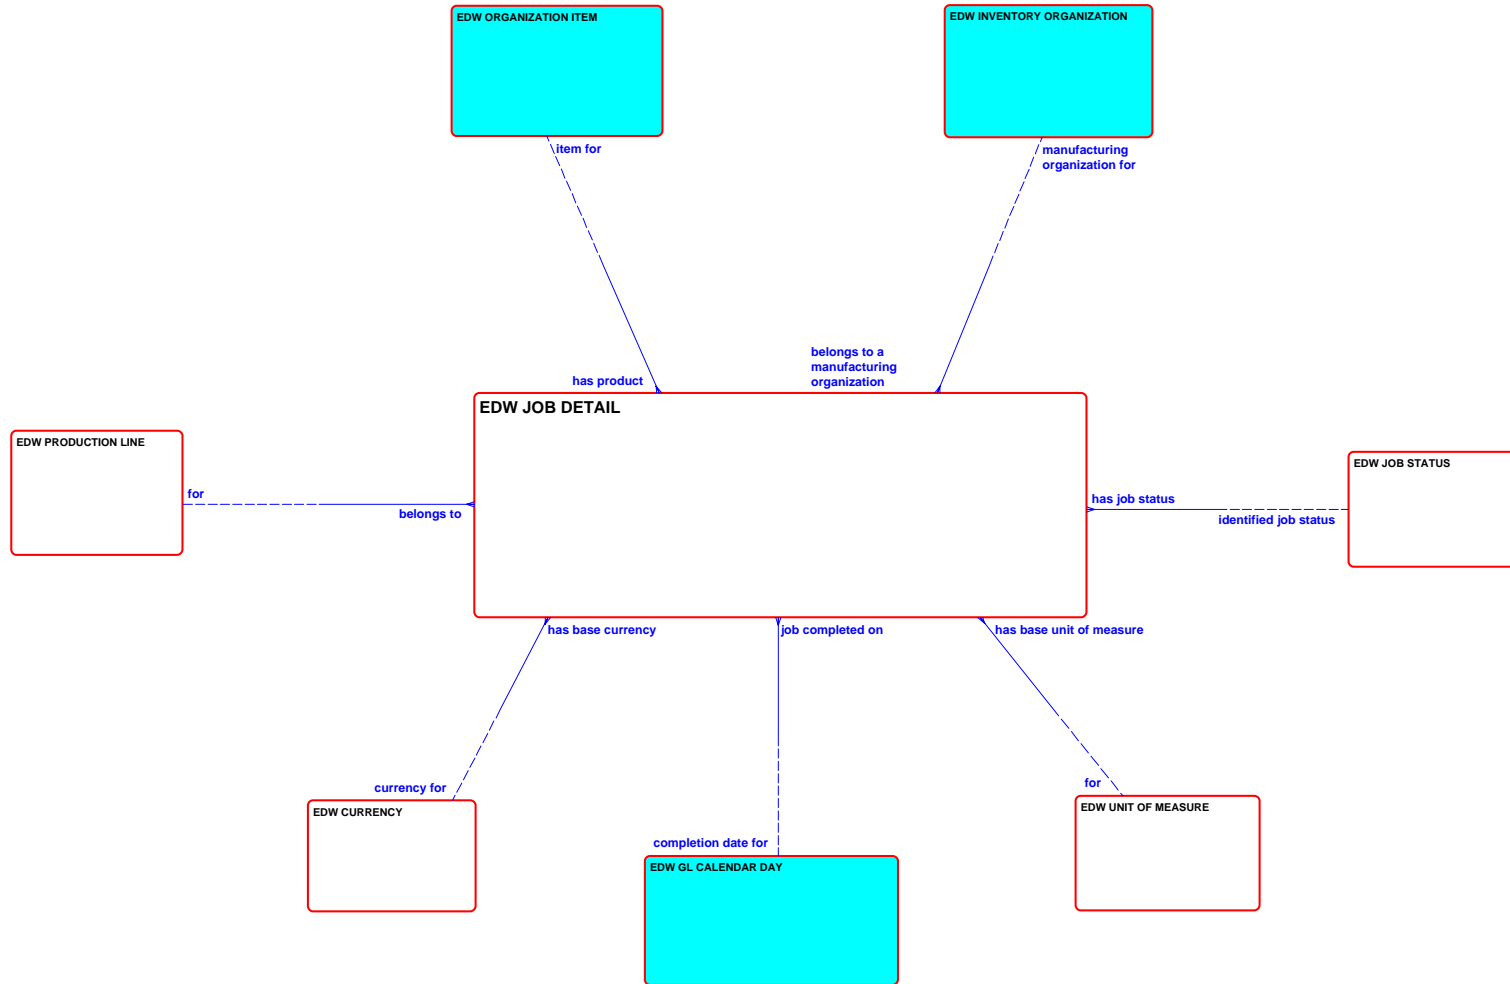 EDW ORGANIZATION ITEM
EDW INVENTORY ORGANIZATION
item for
manufacturing
organization for
belongs to a
manufacturing
organization
has product
EDW JOB DETAIL
EDW PRODUCTION LINE
EDW JOB STATUS
for
has job status
belongs to
identified job status
has base currency
job completed on
has base unit of measure
currency for
for
EDW CURRENCY
EDW UNIT OF MEASURE
completion date for
EDW GL CALENDAR DAY